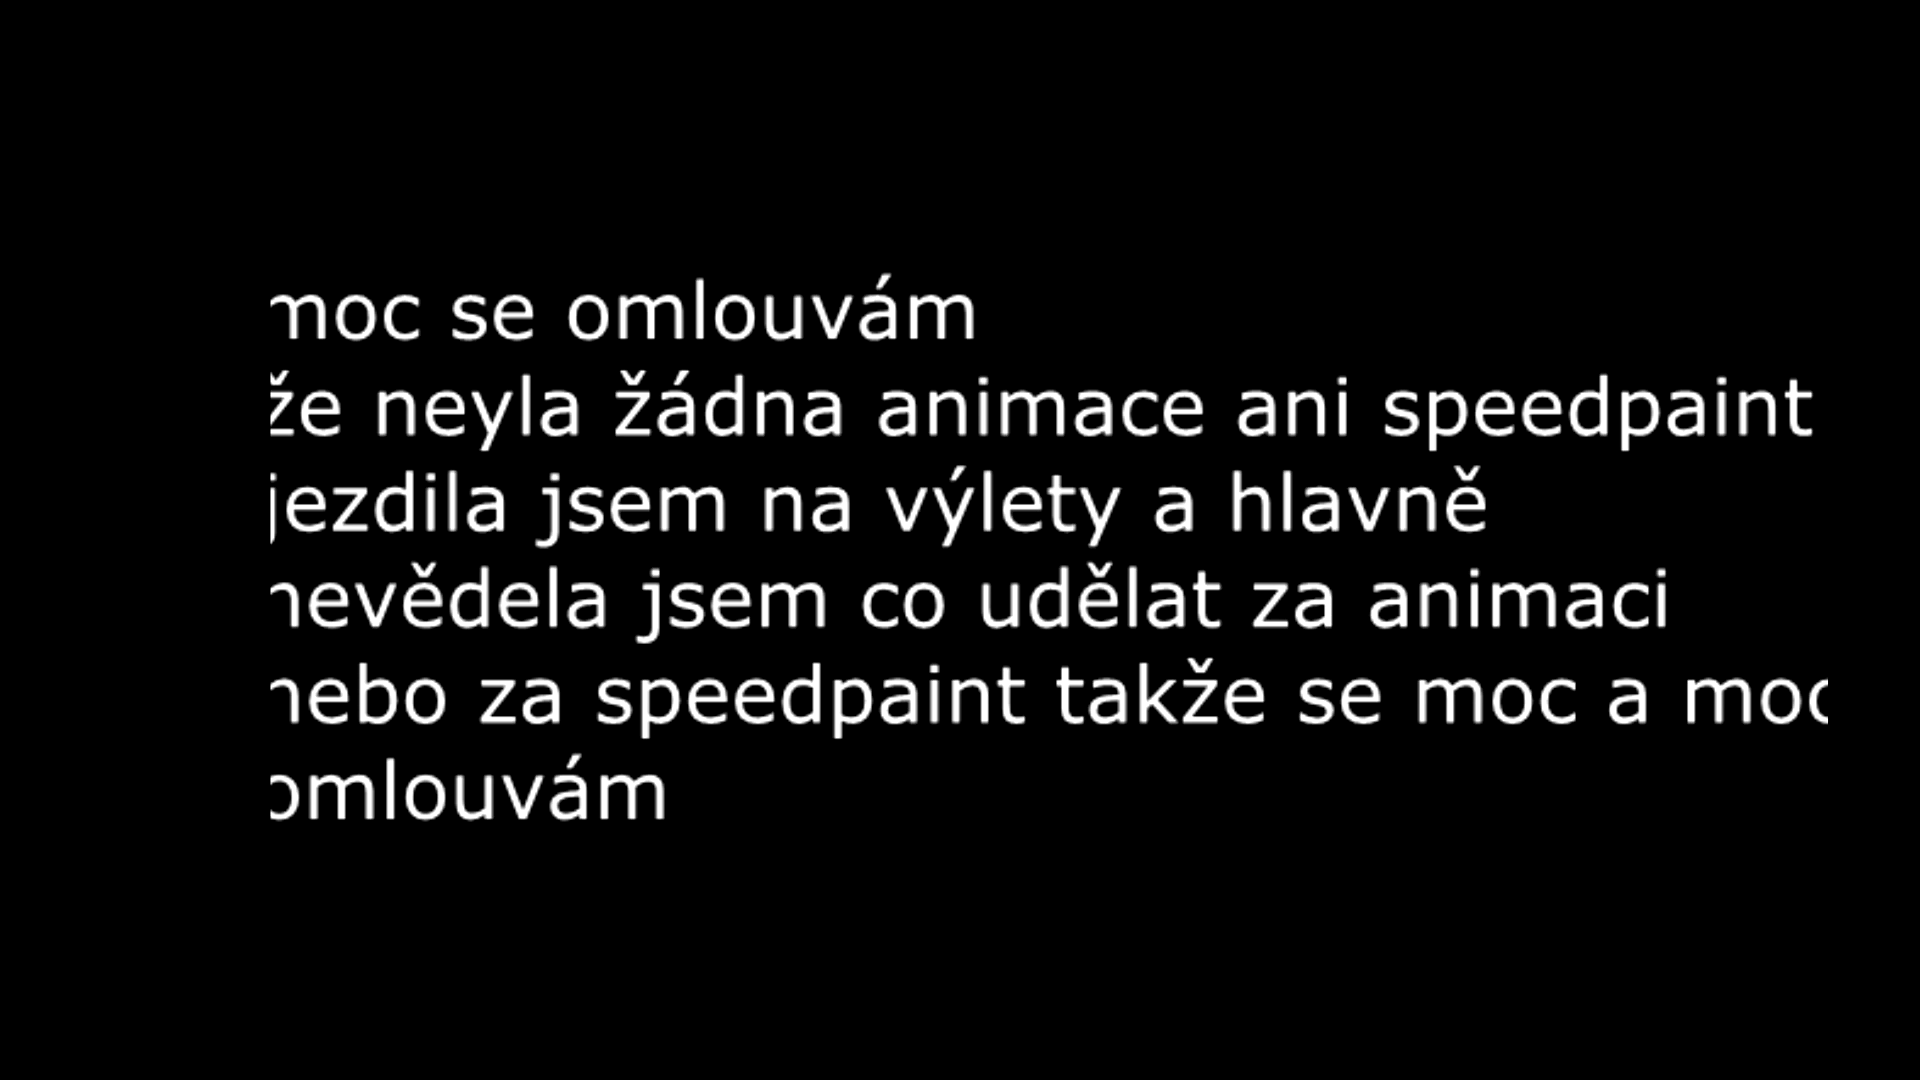 moc se omlouvám
že neyla žádna animace ani speedpaint
jezdila jsem na výlety a hlavně
nevědela jsem co udělat za animaci
nebo za speedpaint takže se moc a moc
omlouvám